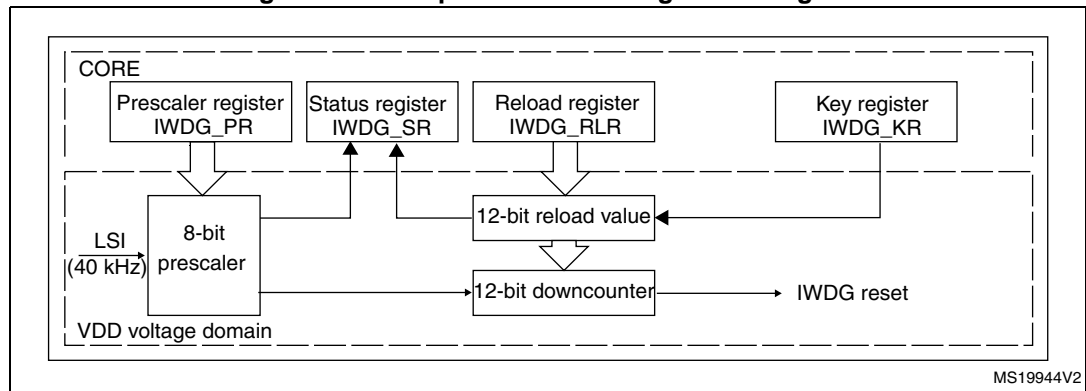 CORE
Prescaler register
IWDG_PR
Status register
IWDG_SR
Reload register
IWDG_RLR
Key register
IWDG_KR
LSI
(40 kHz)
8-bit
prescaler
12-bit reload value
12-bit downcounter
IWDG reset
VDD voltage domain
MS19944V2